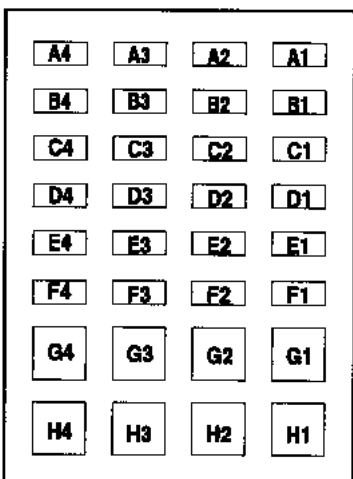 A4 A3 A2 A1
B4 B3 B2 B1
C4 C3 C2 C1
D4 D3 D2 D1
E4 E3 E2 E1
F4 F3 F2 F1
G4 G3 G2 G1
H4 H3 H2 H1